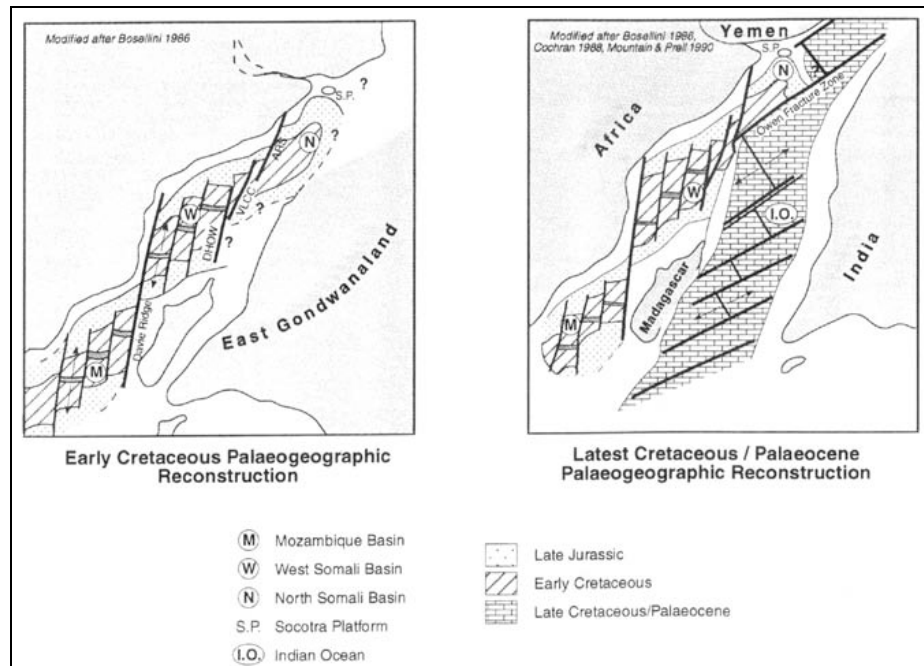 Modified after Bosellini 1986
?
S.P.
N
?
ARS
?
W
VLCC
?
DHOW
?
East Gondwanaland
Davie Ridge
M
Early Cretaceous Palaeogeographic
Reconstruction
Modified after Bosellini 1986,
Cochran 1988, Mountain & Prell 1990
Yemen
S.P.
N
?
Owen Fracture Zone
Africa
W
I.O.
India
Madagascar
M
Latest Cretaceous / Palaeocene
Palaeogeographic Reconstruction
M Mozambique Basin
W West Somali Basin
N North Somali Basin
S.P. Socotra Platform
I.O. Indian Ocean
Late Jurassic
Early Cretaceous
Late Cretaceous/Palaeocene